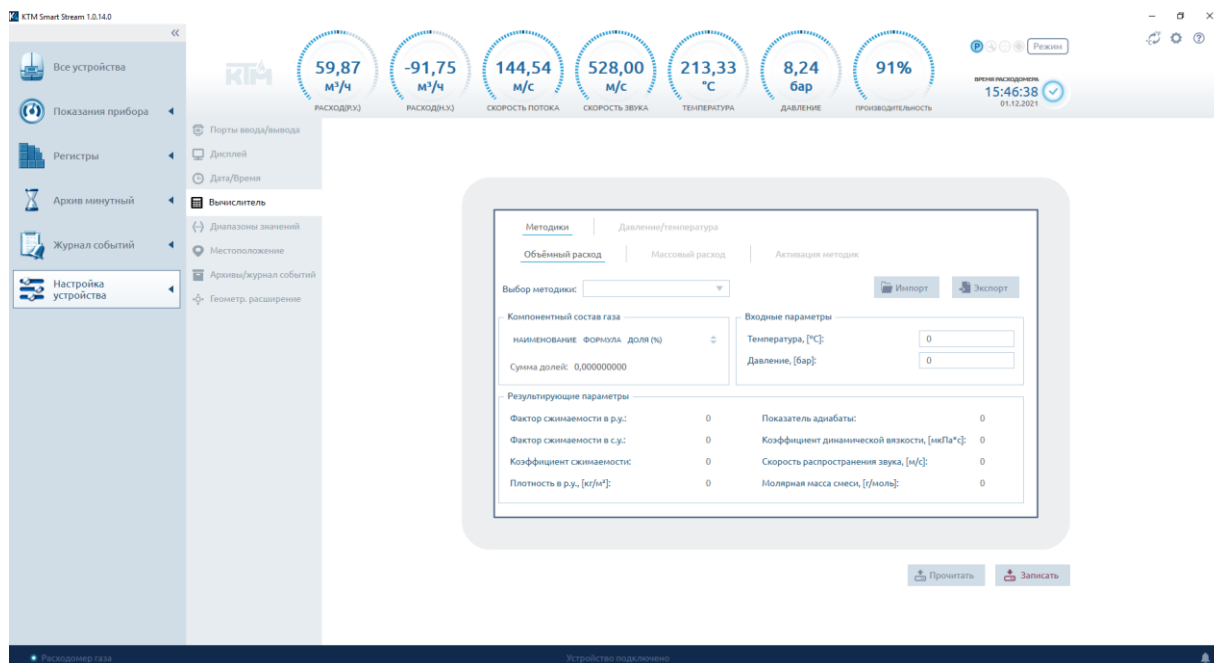 KTM Smart Stream 1.0.14.0
«
Все устройства
Показания прибора
Регистры
Архив минутный
Журнал событий
Настройка
устройства
Порты ввода/вывода
Дисплей
Дата/Время
Вычислитель
Диапазоны значений
Местоположение
Архивы/журнал событий
Геометр. расширение
КТМ
59,87
м³/ч
РАСХОД(Р.У.)
-91,75
м³/ч
РАСХОД(Н.У.)
144,54
м/с
СКОРОСТЬ ПОТОКА
528,00
м/с
СКОРОСТЬ ЗВУКА
213,33
°C
ТЕМПЕРАТУРА
8,24
бар
ДАВЛЕНИЕ
91%
ПРОИЗВОДИТЕЛЬНОСТЬ
P Режим
ВРЕМЯ РАСХОДОМЕРА
15:46:38
01.12.2021
Методики Давление/температура
Объёмный расход Массовый расход Активация методик
Выбор методики: Импорт Экспорт
Компонентный состав газа
НАИМЕНОВАНИЕ ФОРМУЛА ДОЛЯ (%)
Сумма долей: 0,000000000
Входные параметры
Температура, [°C]: 0
Давление, [бар]: 0
Результирующие параметры
Фактор сжимаемости в р.у.: 0 Показатель адиабаты: 0
Фактор сжимаемости в с.у.: 0 Коэффициент динамической вязкости, [мкПа*с]: 0
Коэффициент сжимаемости: 0 Скорость распространения звука, [м/с]: 0
Плотность в р.у., [кг/м³]: 0 Молярная масса смеси, [г/моль]: 0
Прочитать Записать
Расходомер газа Устройство подключено